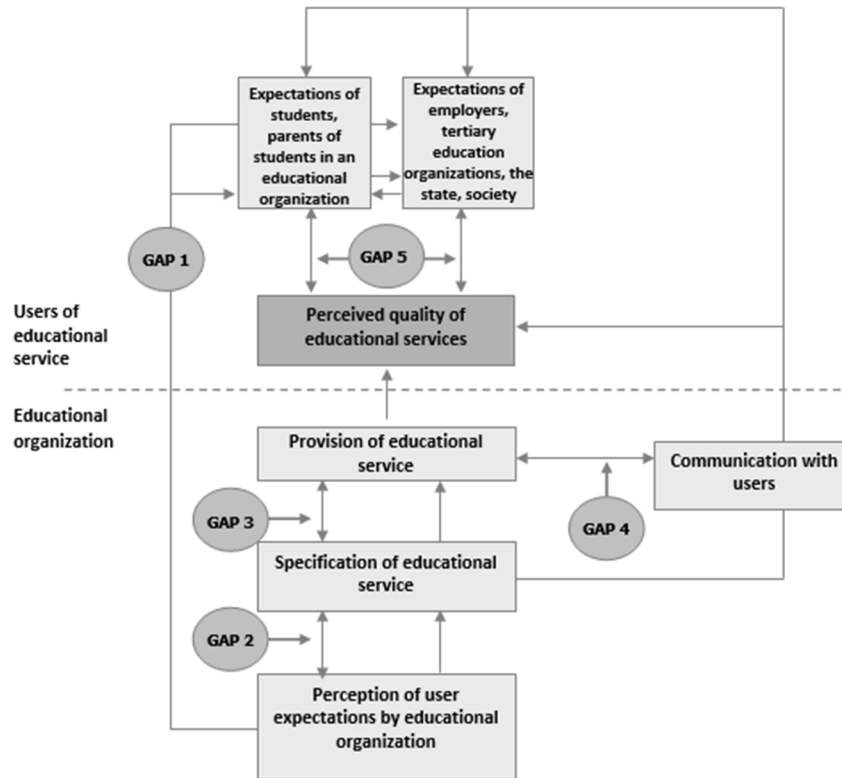 Expectations of
students,
parents of
students in an
educational
organization
Expectations of
employers,
tertiary
education
organizations, the
state, society
GAP 1
GAP 5
Users of
educational
service
Perceived quality of
educational services
Educational
organization
Provision of educational
service
Communication with
users
GAP 3
GAP 4
Specification of educational
service
GAP 2
Perception of user
expectations by educational
organization